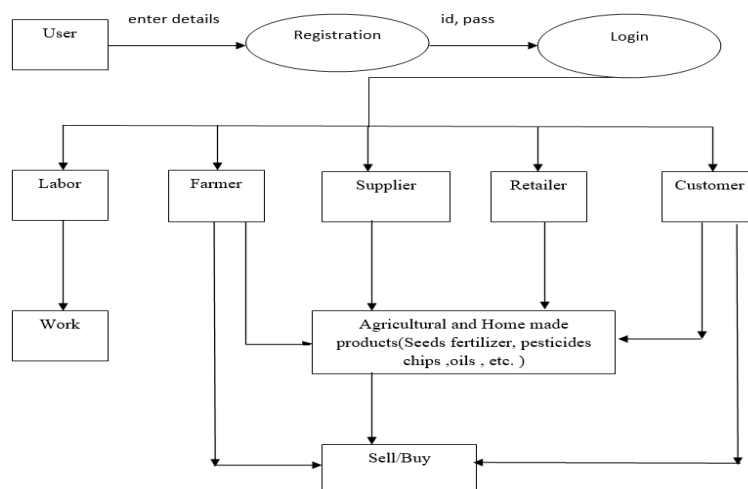 User
enter details
Registration
id, pass
Login
Labor
Farmer
Supplier
Retailer
Customer
Work
Agricultural and Home made
products(Seeds fertilizer, pesticides
chips ,oils , etc. )
Sell/Buy